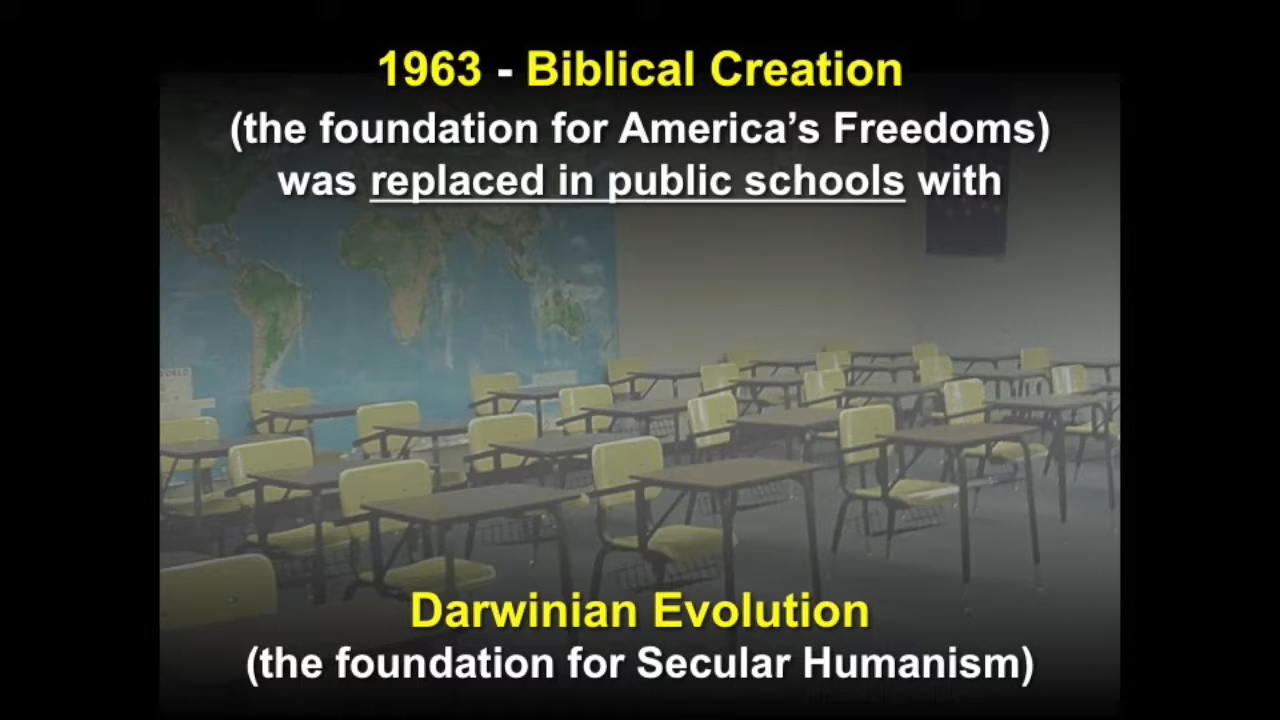 1963 - Biblical Creation
(the foundation for America’s Freedoms)
was replaced in public schools with
Darwinian Evolution
(the foundation for Secular Humanism)